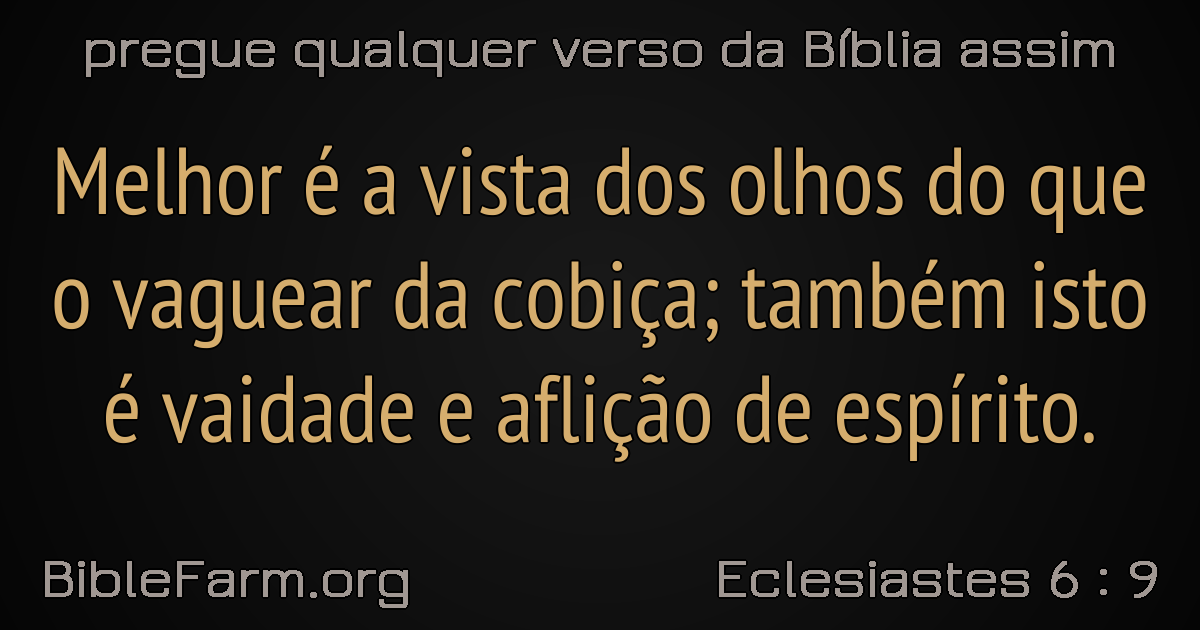 pregue qualquer verso da Bíblia assim
Melhor é a vista dos olhos do que
o vaguear da cobiça; também isto
é vaidade e aflição de espírito.
BibleFarm.org
Eclesiastes 6 : 9